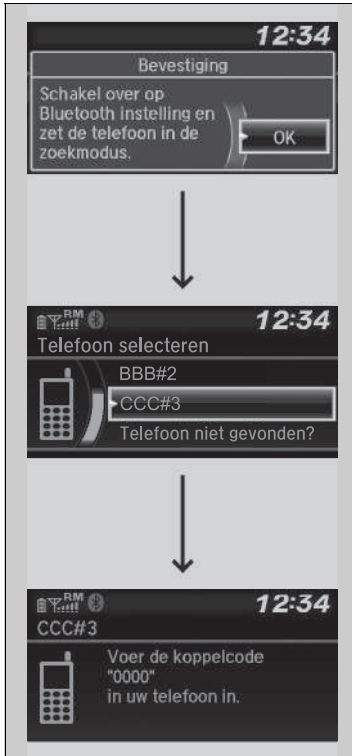 12:34
Bevestiging
Schakel over op
Bluetooth instelling en
zet de telefoon in de
zoekmodus.
OK
RM
12:34
Telefoon selecteren
BBB#2
CCC#3
Telefoon niet gevonden?
RM
12:34
CCC#3
Voer de koppelcode
"0000"
in uw telefoon in.